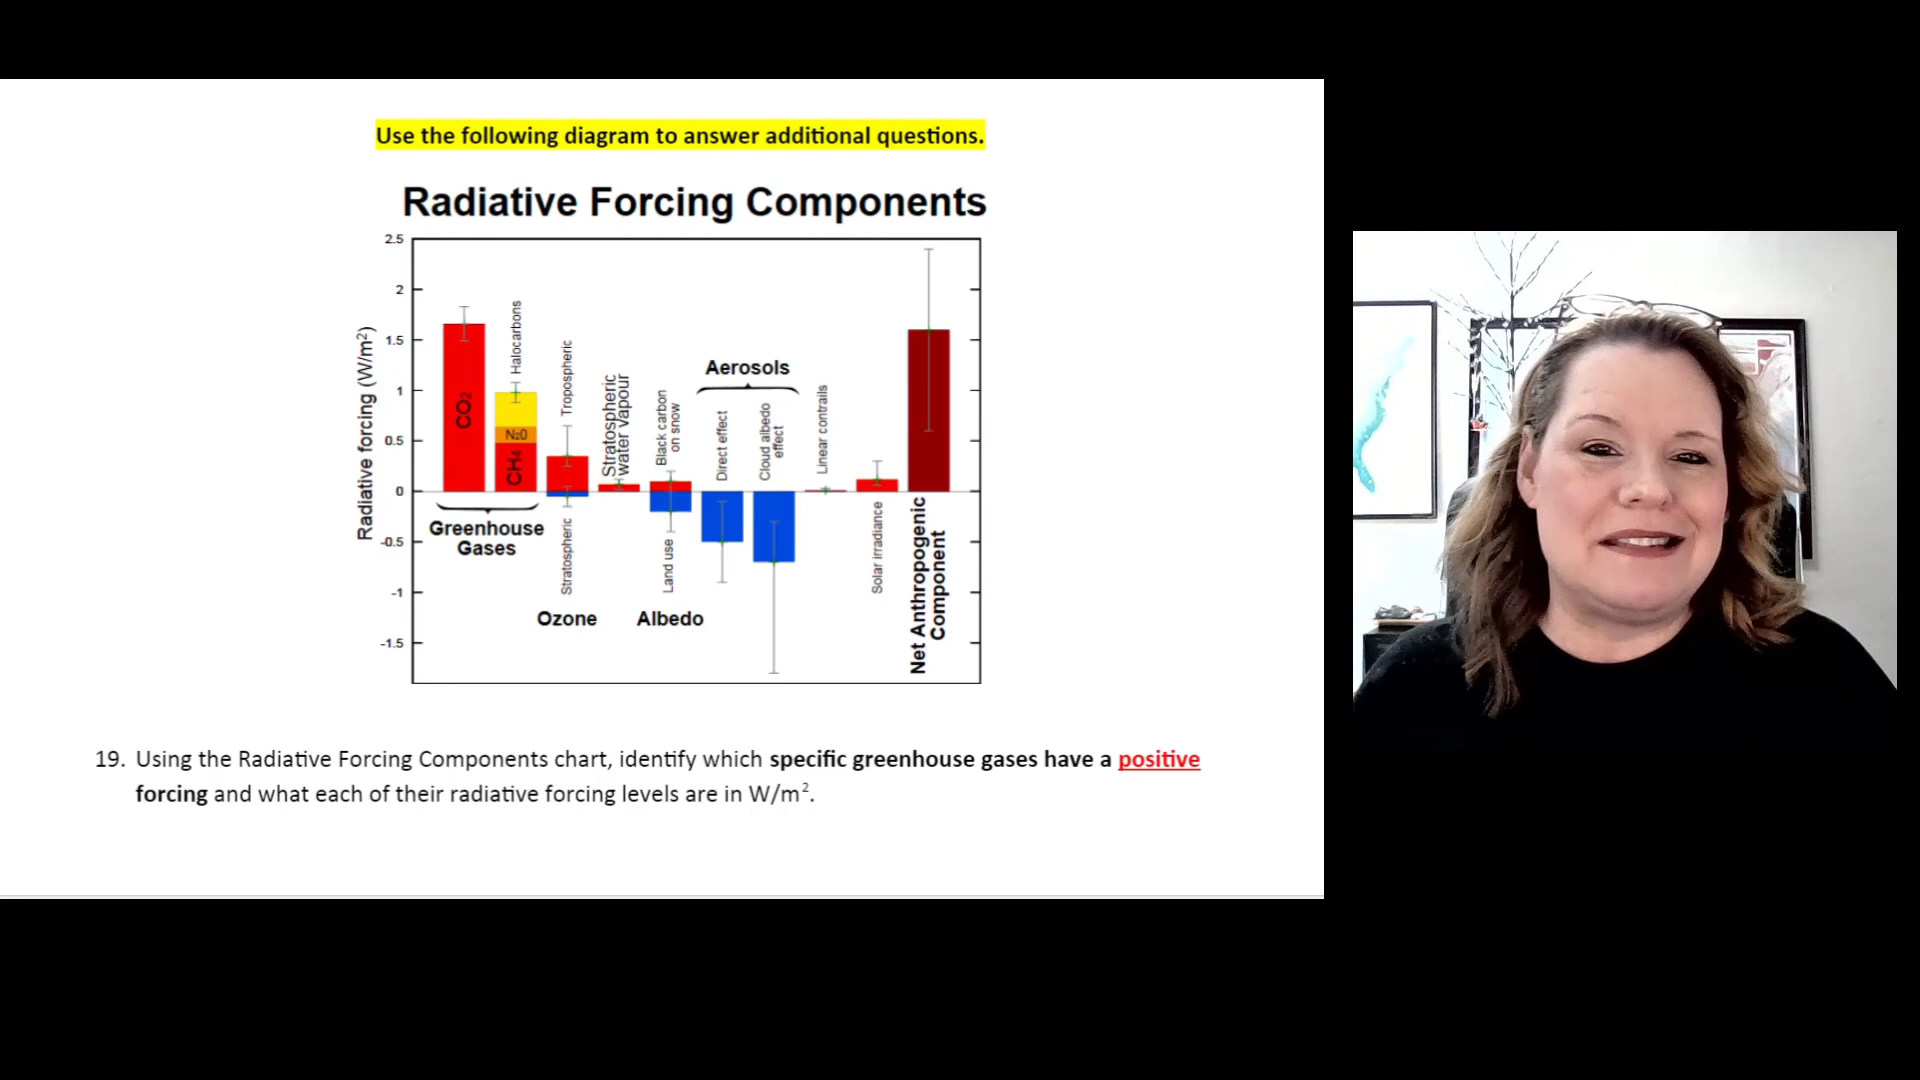 Use the following diagram to answer additional questions.
Radiative Forcing Components
Radiative forcing (W/m²)
2.5
2
1.5
1
0.5
0
-0.5
-1
-1.5
CO₂
Halocarbons
N₂O
CH₄
Greenhouse
Gases
Tropospheric
Stratospheric
Ozone
Stratospheric
water vapour
Black carbon
on snow
Land use
Albedo
Aerosols
Direct effect
Cloud albedo
effect
Linear contrails
Solar irradiance
Net Anthropogenic
Component
19. Using the Radiative Forcing Components chart, identify which specific greenhouse gases have a positive
forcing and what each of their radiative forcing levels are in W/m².